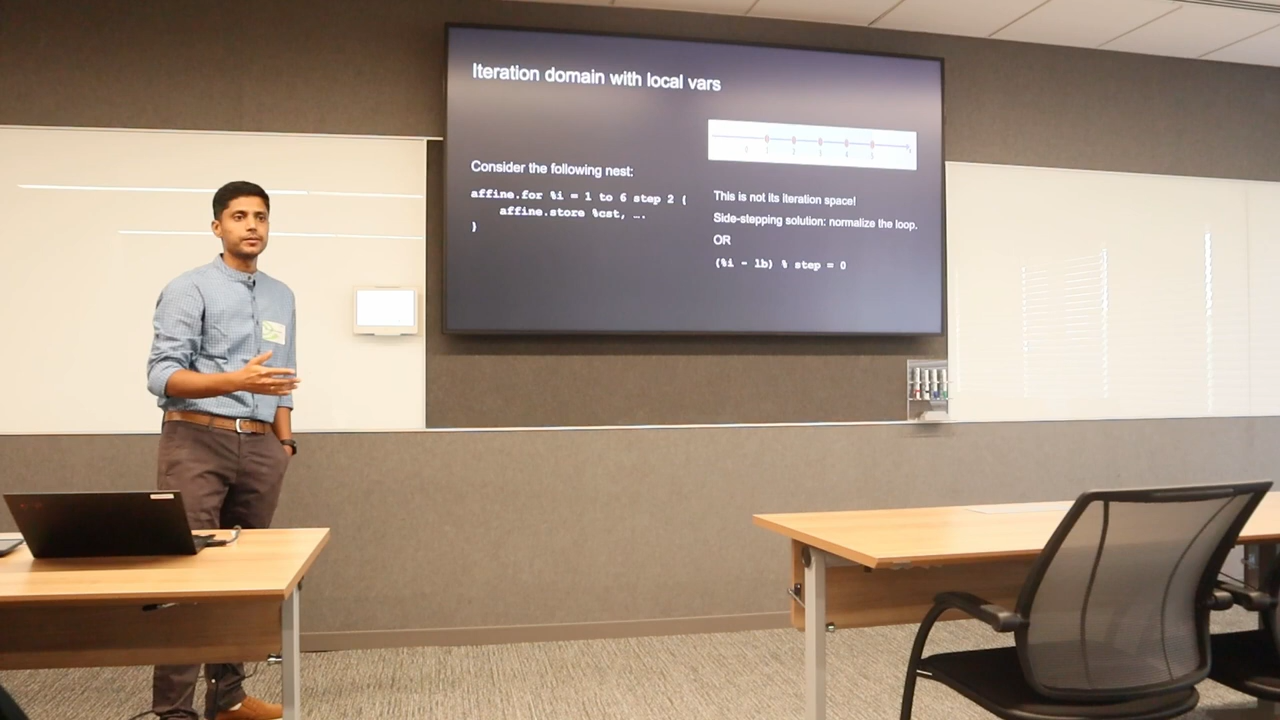 Iteration domain with local vars
Consider the following nest:
affine.for %i = 1 to 6 step 2 {
affine.store %cst, ….
}
This is not its iteration space!
Side-stepping solution: normalize the loop.
OR
(%i - lb) % step = 0